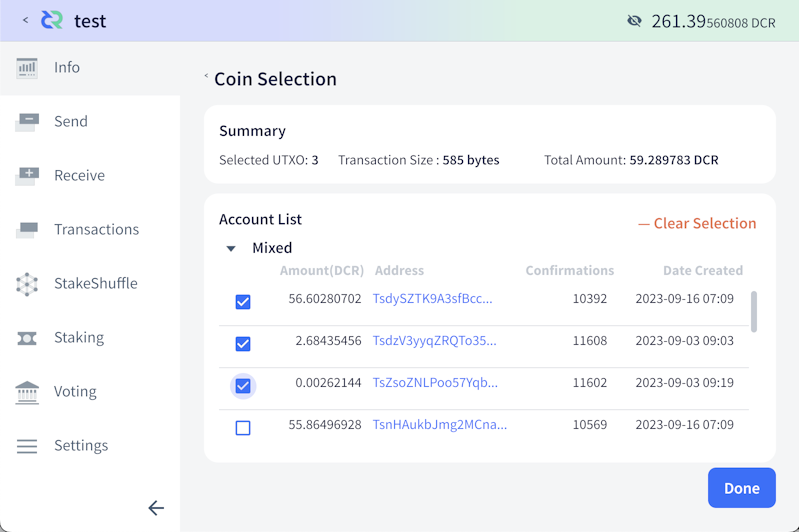 test
261.39560808 DCR
Info
Send
Receive
Transactions
StakeShuffle
Staking
Voting
Settings
Coin Selection
Summary
Selected UTXO: 3 Transaction Size : 585 bytes Total Amount: 59.289783 DCR
Account List
— Clear Selection
Mixed
Amount(DCR) Address Confirmations Date Created
56.60280702 TsdySZTK9A3sfBcc... 10392 2023-09-16 07:09
2.68435456 TsdzV3yyqZRQTo35... 11608 2023-09-03 09:03
0.00262144 TsZsoZNLPoo57Yqb... 11602 2023-09-03 09:19
55.86496928 TsnHAukbJmg2MCna... 10569 2023-09-16 07:09
Done